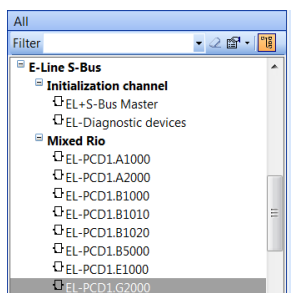 All
Filter
E-Line S-Bus
Initialization channel
EL+S-Bus Master
EL-Diagnostic devices
Mixed Rio
EL-PCD1.A1000
EL-PCD1.A2000
EL-PCD1.B1000
EL-PCD1.B1010
EL-PCD1.B1020
EL-PCD1.B5000
EL-PCD1.E1000
EL-PCD1.G2000